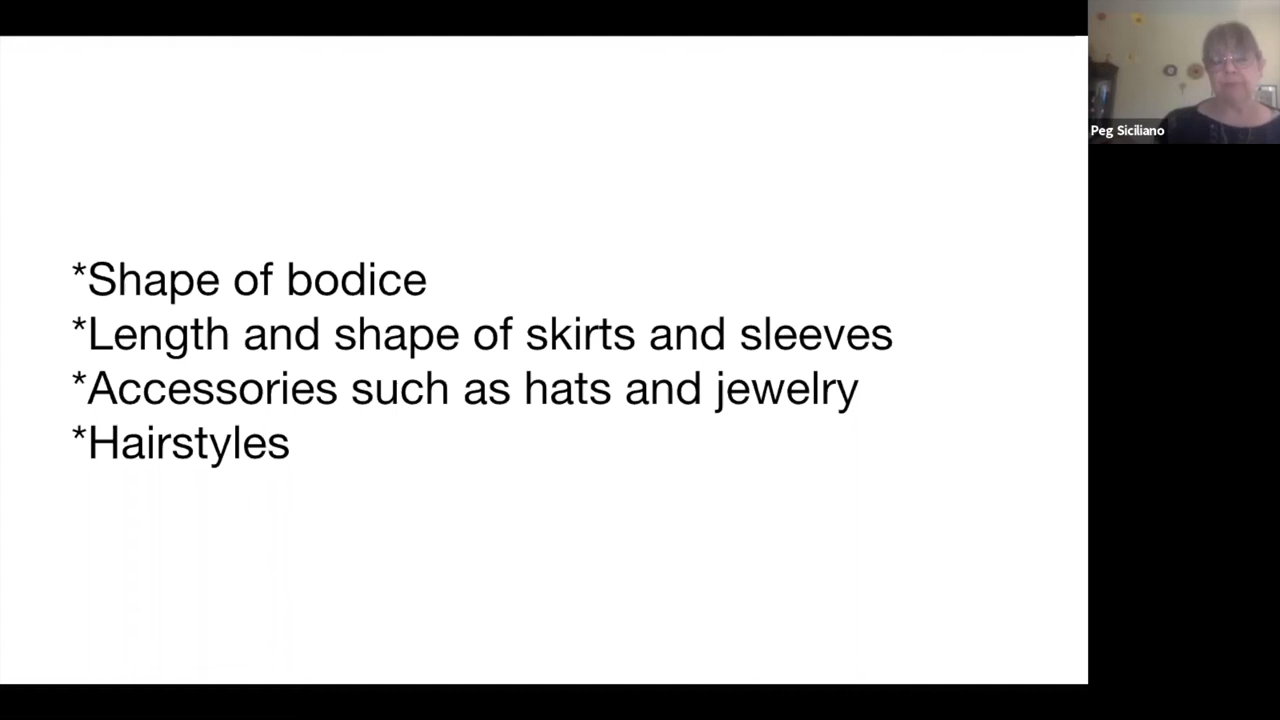 *Shape of bodice
*Length and shape of skirts and sleeves
*Accessories such as hats and jewelry
*Hairstyles
Peg Siciliano